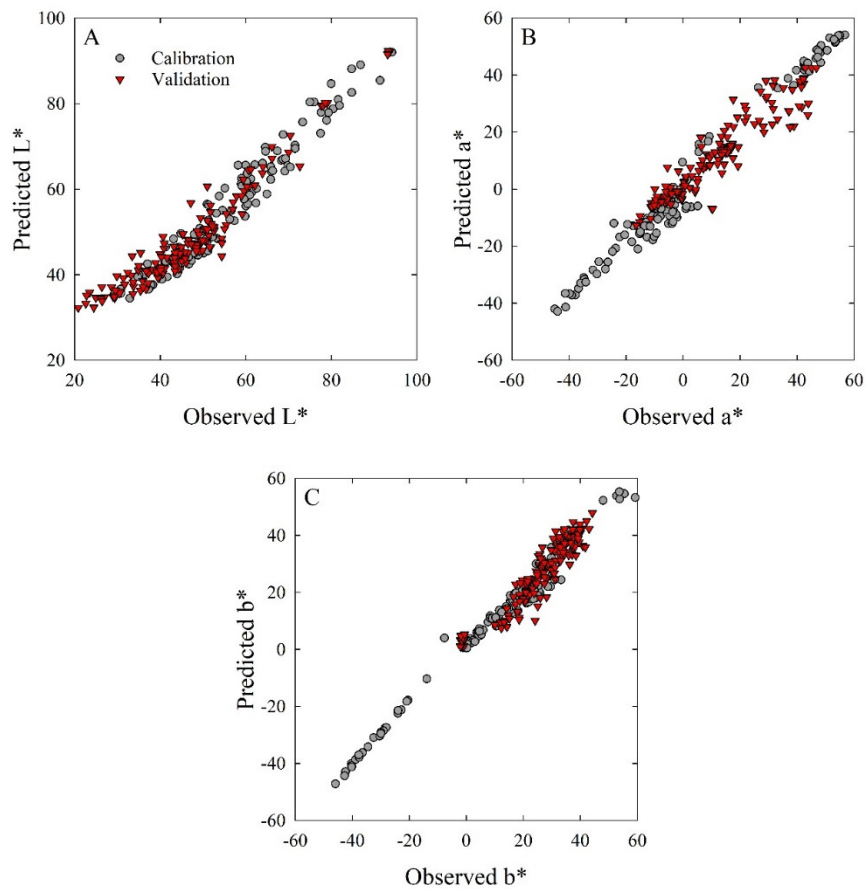 A
Calibration
Validation
100
80
60
40
20
Predicted L*
20 40 60 80 100
Observed L*
B
60
40
20
0
-20
-40
-60
Predicted a*
-60 -40 -20 0 20 40 60
Observed a*
C
60
40
20
0
-20
-40
-60
Predicted b*
-60 -40 -20 0 20 40 60
Observed b*